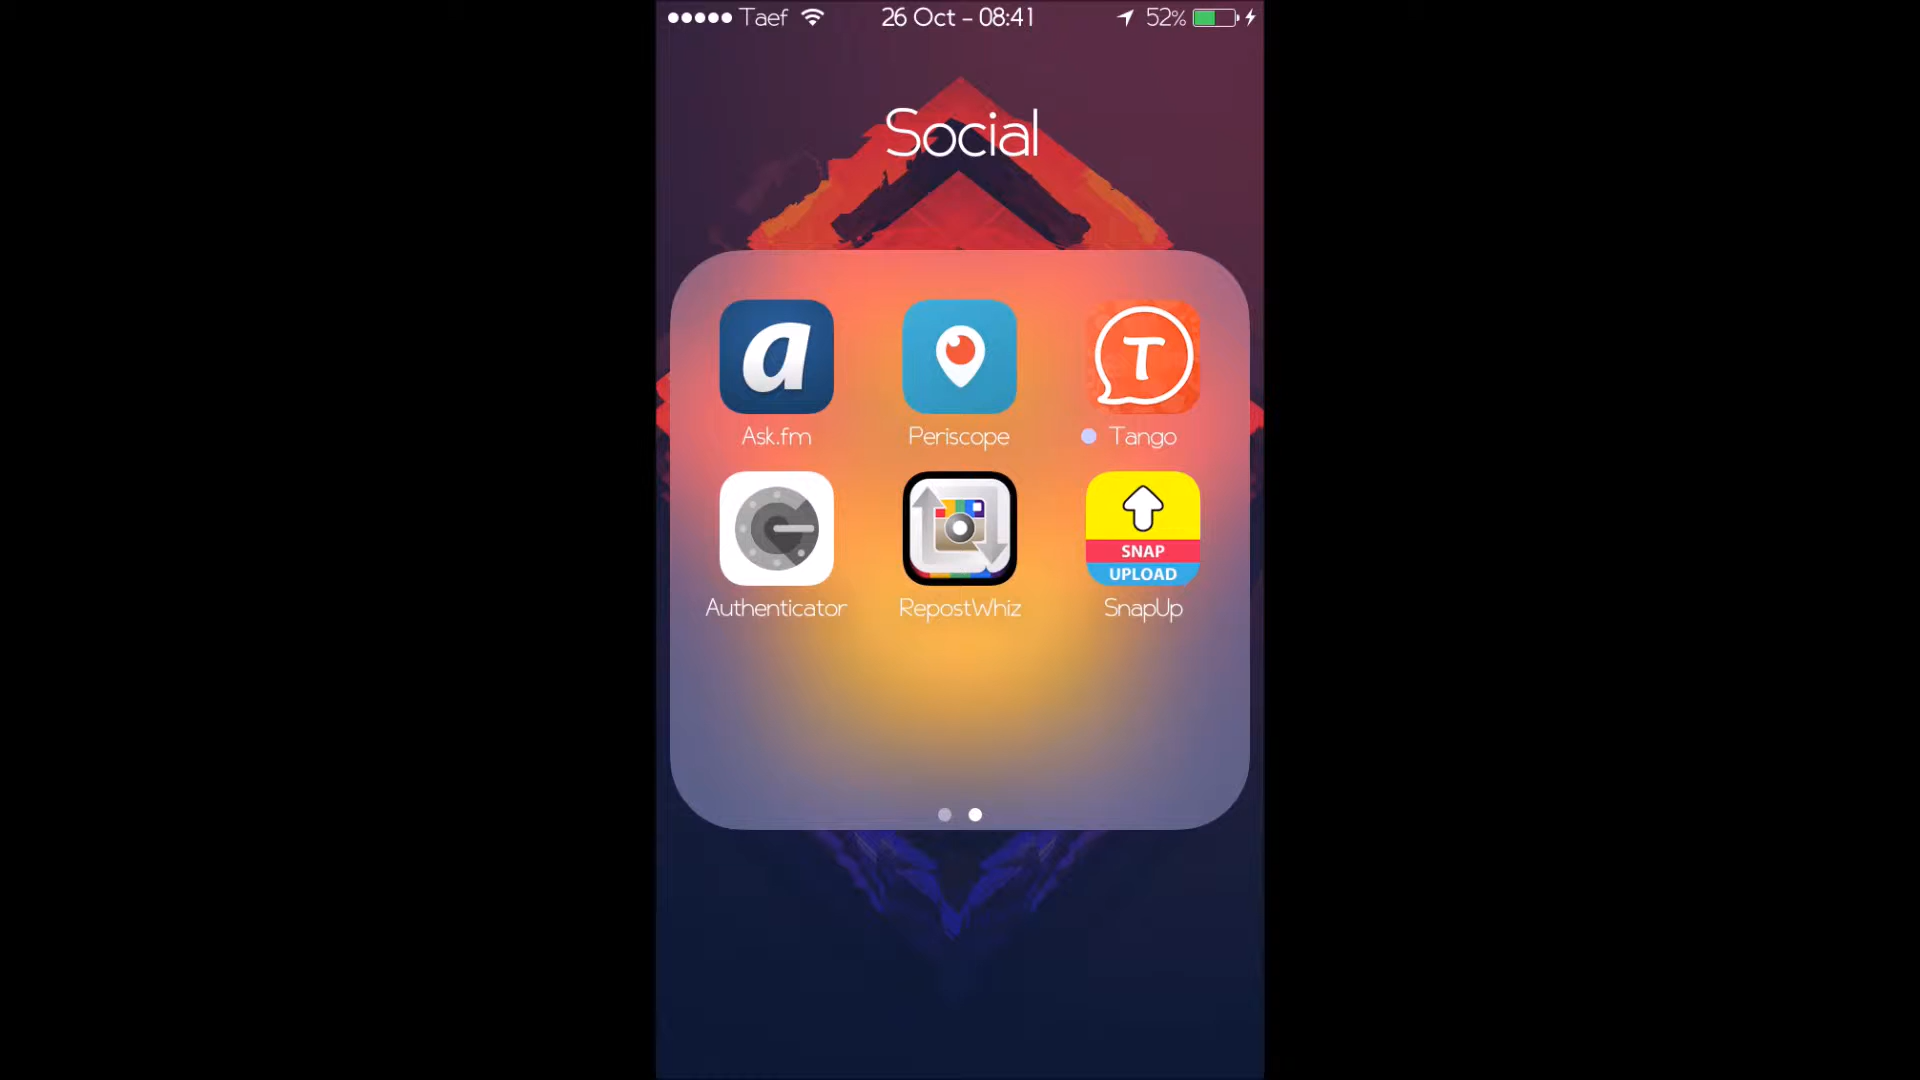 Taef 26 Oct - 08:41 52%
Social
a T
Ask.fm Periscope Tango
SNAP
UPLOAD
Authenticator RepostWhiz SnapUp